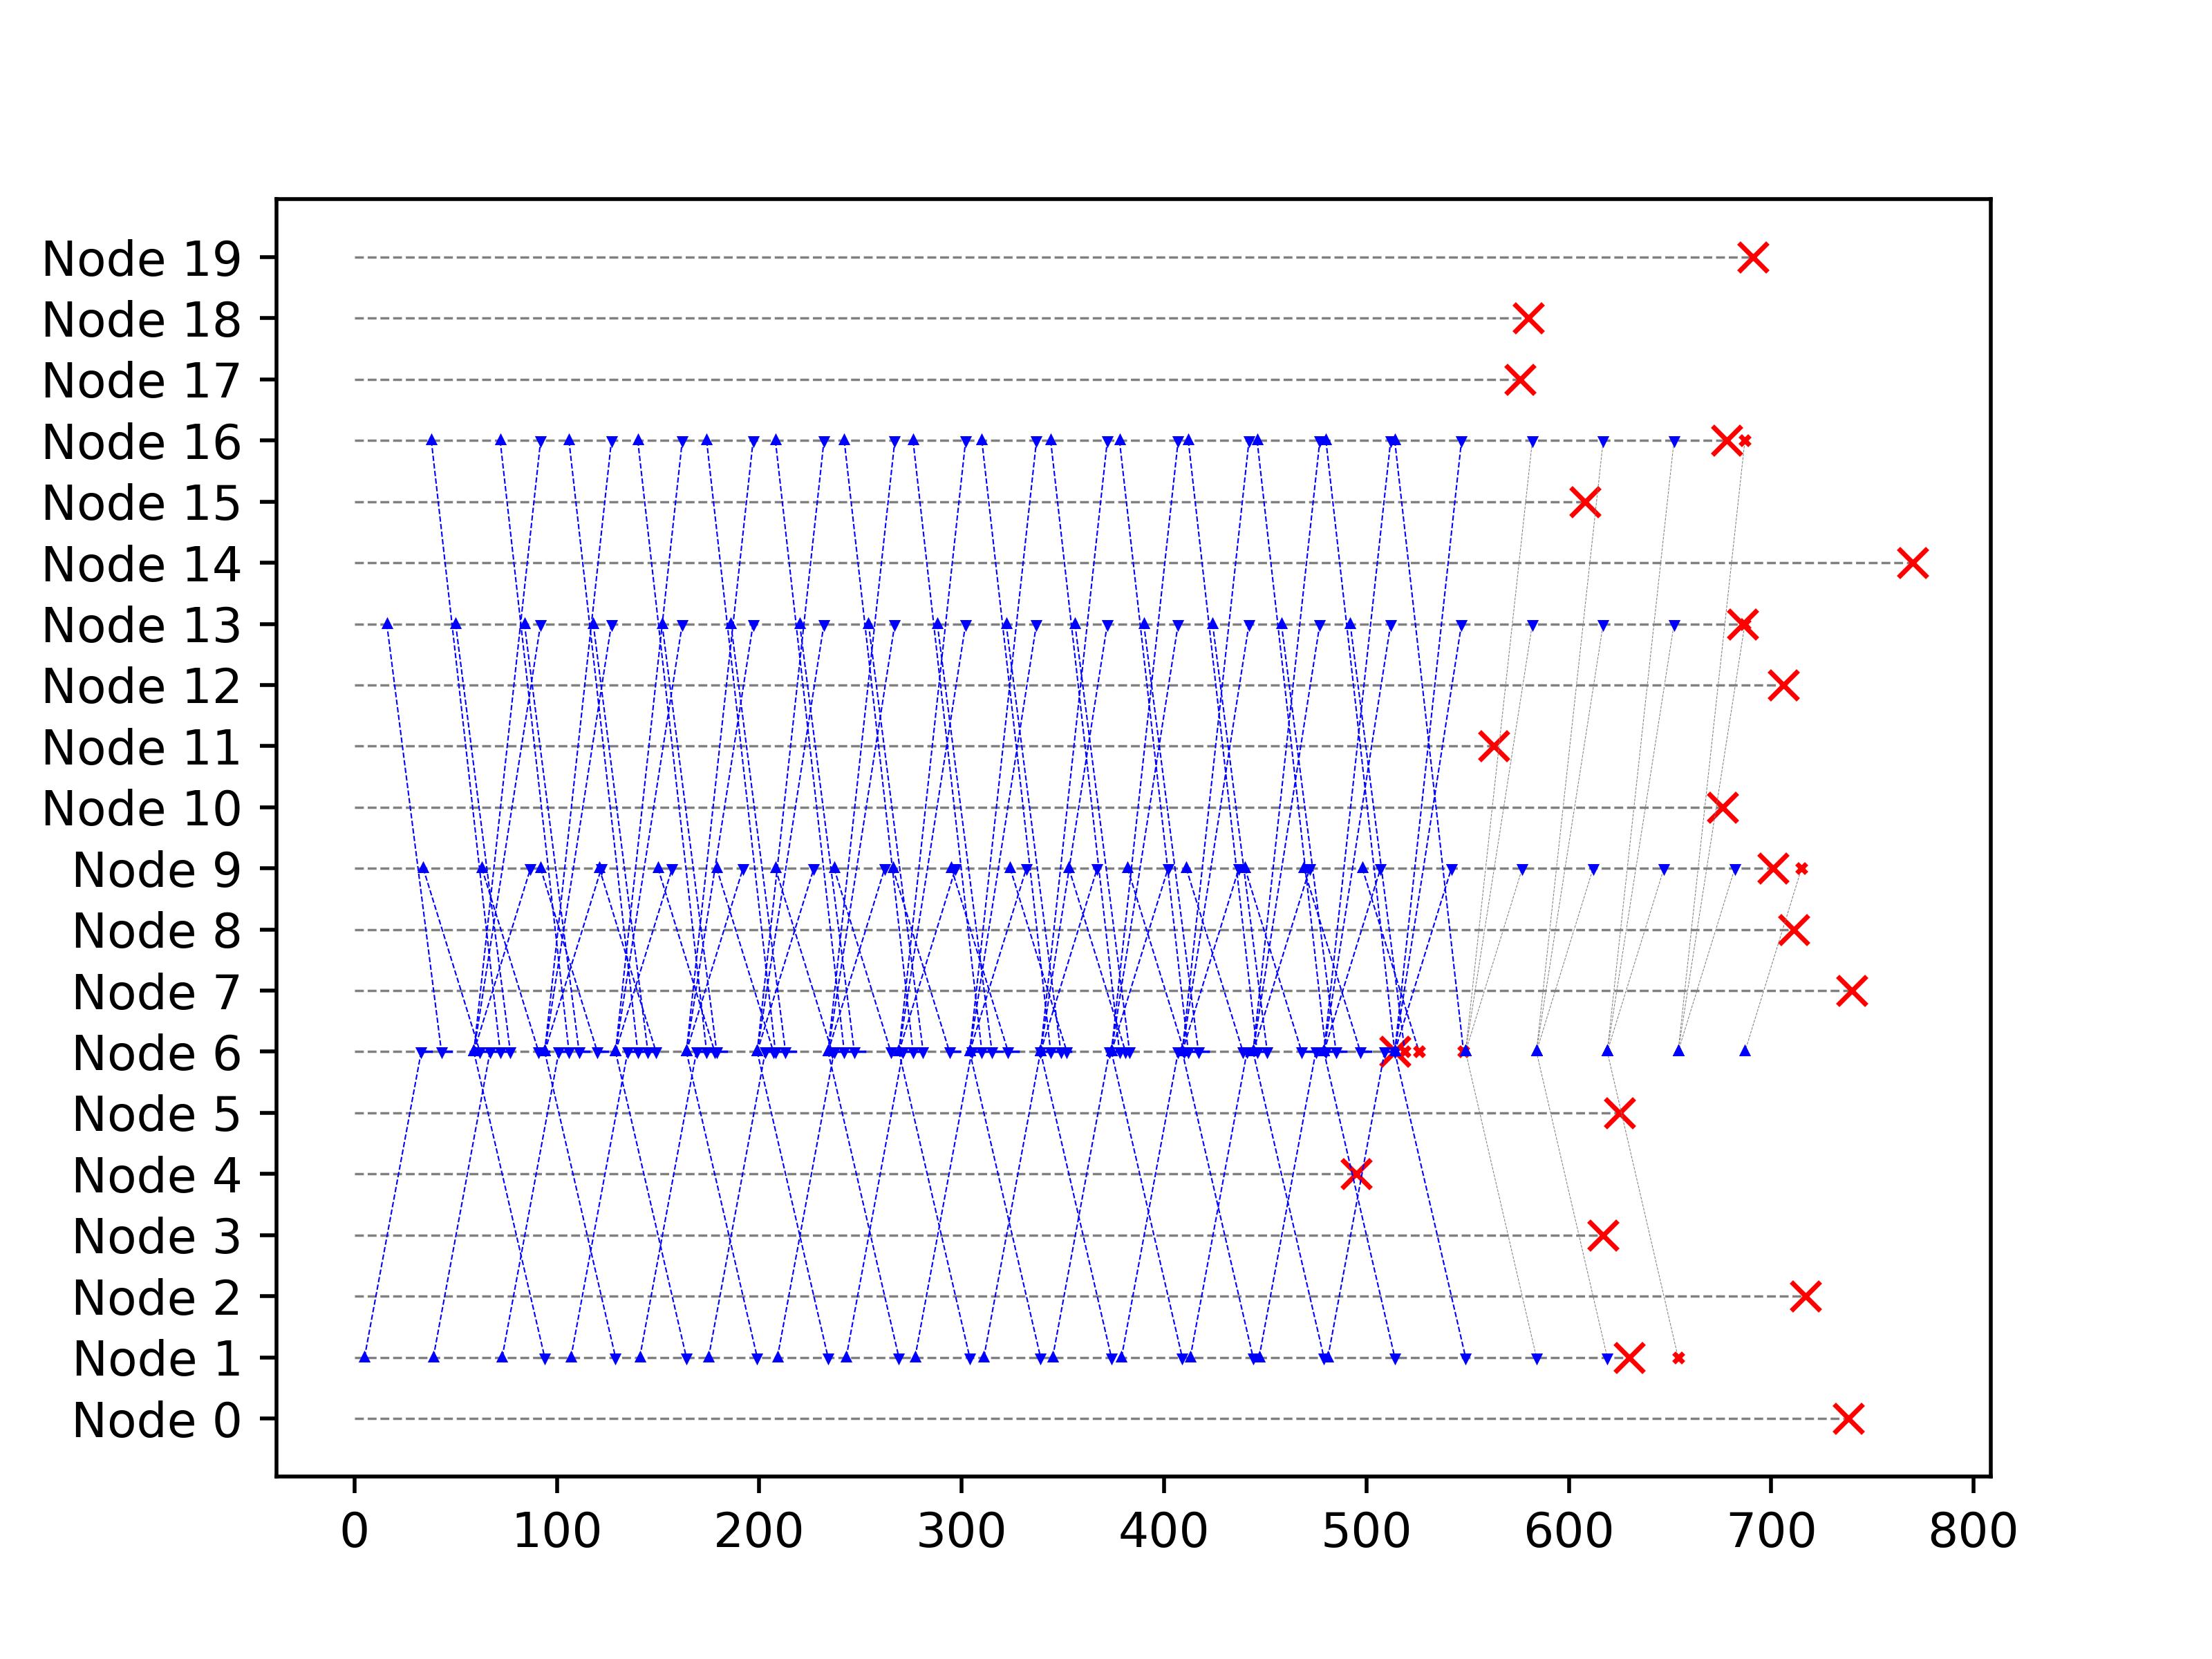 Node 19
Node 18
Node 17
Node 16
Node 15
Node 14
Node 13
Node 12
Node 11
Node 10
Node 9
Node 8
Node 7
Node 6
Node 5
Node 4
Node 3
Node 2
Node 1
Node 0
0 100 200 300 400 500 600 700 800